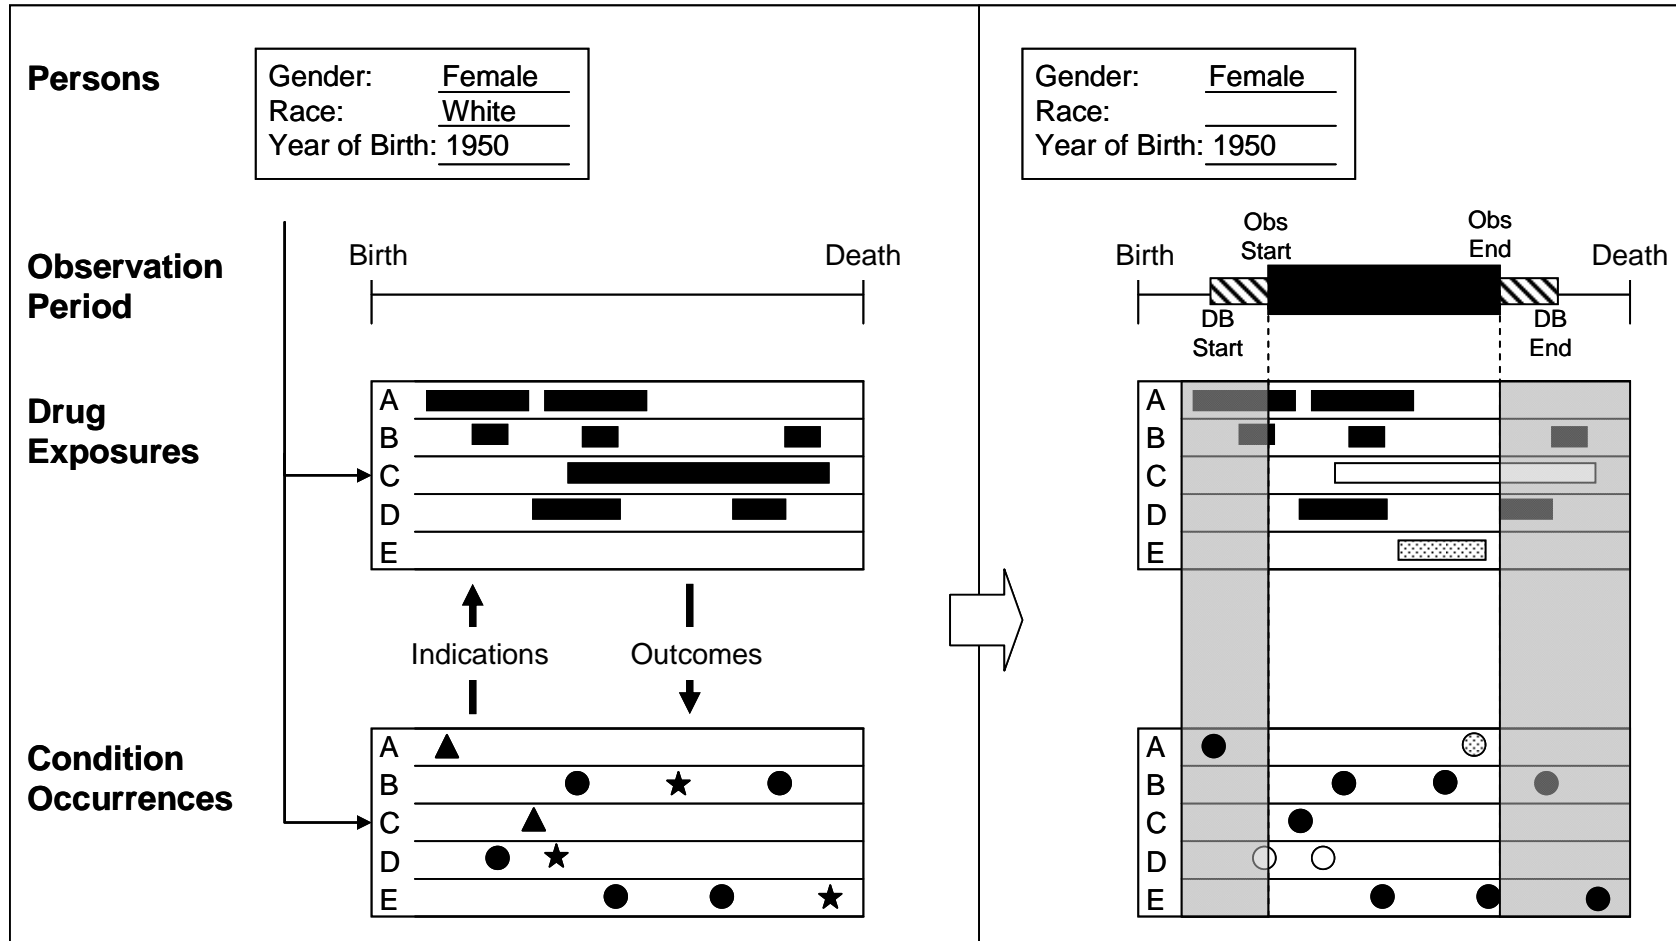 Persons
Gender: Female
Race: White
Year of Birth: 1950
Observation
Period
Birth
Death
Drug
Exposures
A
B
C
D
E
Indications
Outcomes
Condition
Occurrences
A
B
C
D
E
Gender: Female
Race:
Year of Birth: 1950
Birth
Obs
Start
Obs
End
Death
DB
Start
DB
End
A
B
C
D
E
A
B
C
D
E